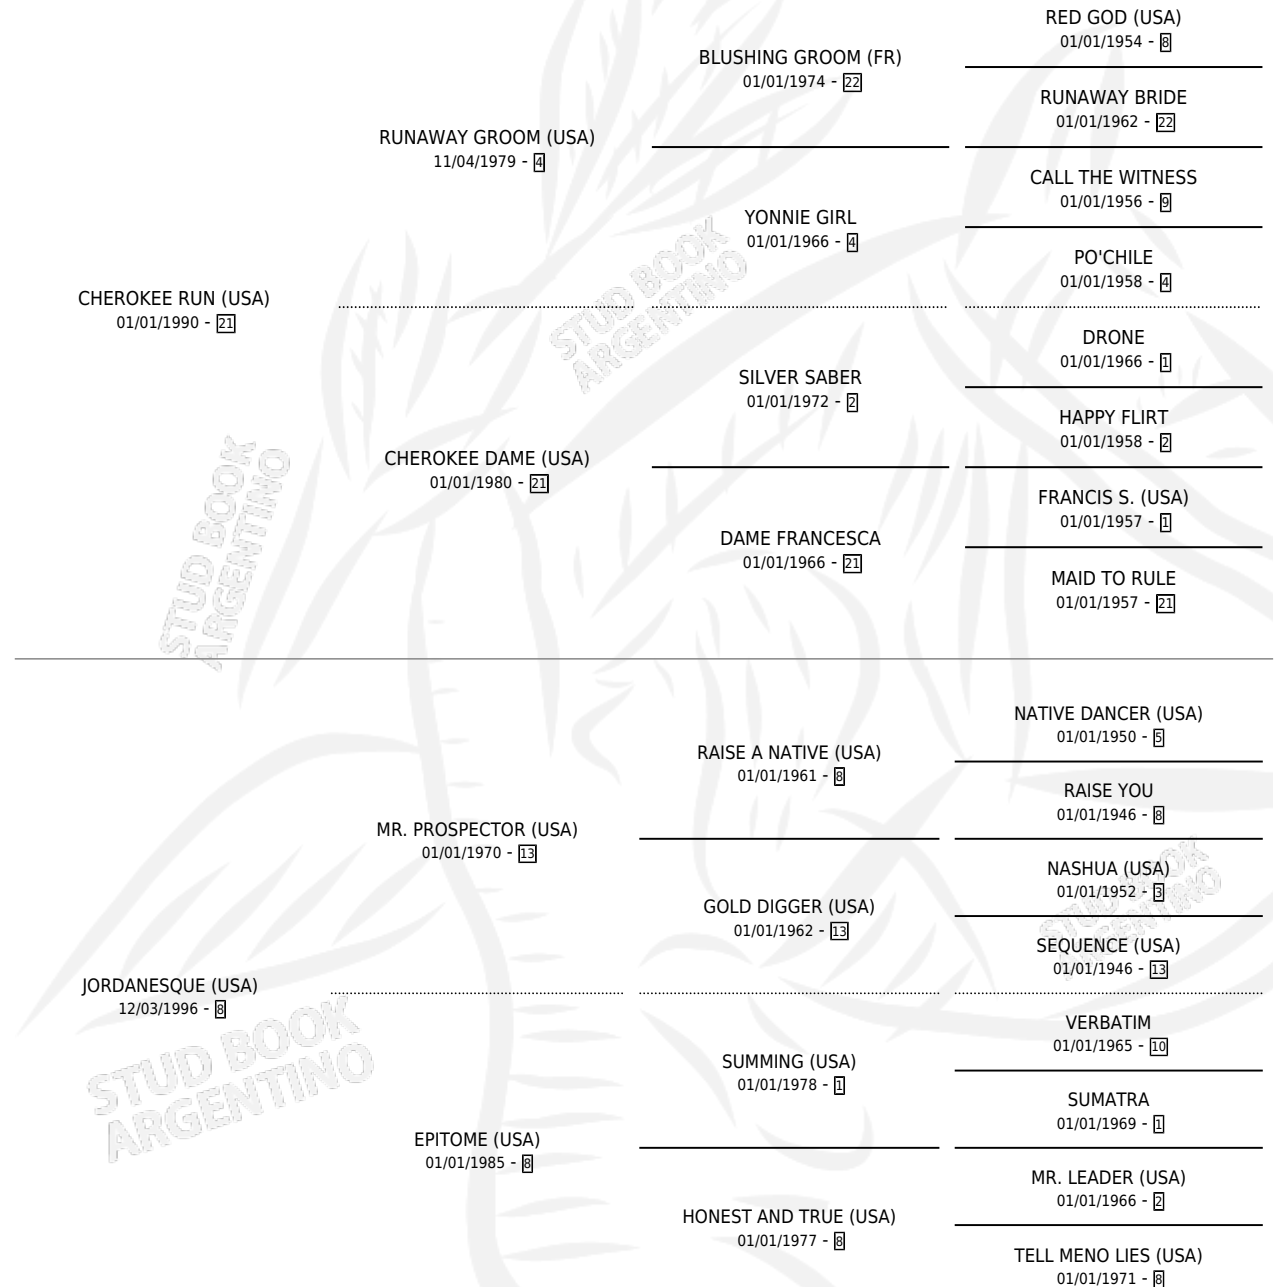 RED GOD (USA)
01/01/1954 - 8
BLUSHING GROOM (FR)
01/01/1974 - 22
RUNAWAY BRIDE
01/01/1962 - 22
RUNAWAY GROOM (USA)
11/04/1979 - 4
CALL THE WITNESS
01/01/1956 - 9
YONNIE GIRL
01/01/1966 - 4
PO'CHILE
01/01/1958 - 4
CHEROKEE RUN (USA)
01/01/1990 - 21
DRONE
01/01/1966 - 1
SILVER SABER
01/01/1972 - 2
HAPPY FLIRT
01/01/1958 - 2
CHEROKEE DAME (USA)
01/01/1980 - 21
FRANCIS S. (USA)
01/01/1957 - 1
DAME FRANCESCA
01/01/1966 - 21
MAID TO RULE
01/01/1957 - 21
NATIVE DANCER (USA)
01/01/1950 - 5
RAISE A NATIVE (USA)
01/01/1961 - 8
RAISE YOU
01/01/1946 - 8
MR. PROSPECTOR (USA)
01/01/1970 - 13
NASHUA (USA)
01/01/1952 - 3
GOLD DIGGER (USA)
01/01/1962 - 13
SEQUENCE (USA)
01/01/1946 - 13
JORDANESQUE (USA)
12/03/1996 - 8
VERBATIM
01/01/1965 - 10
SUMMING (USA)
01/01/1978 - 1
SUMATRA
01/01/1969 - 1
EPITOME (USA)
01/01/1985 - 8
MR. LEADER (USA)
01/01/1966 - 2
HONEST AND TRUE (USA)
01/01/1977 - 8
TELL MENO LIES (USA)
01/01/1971 - 8
STUD BOOK
ARGENTINO
STUD BOOK
ARGENTINO
STUD BOOK
ARGENTINO
STUD BOOK
ARGENTINO